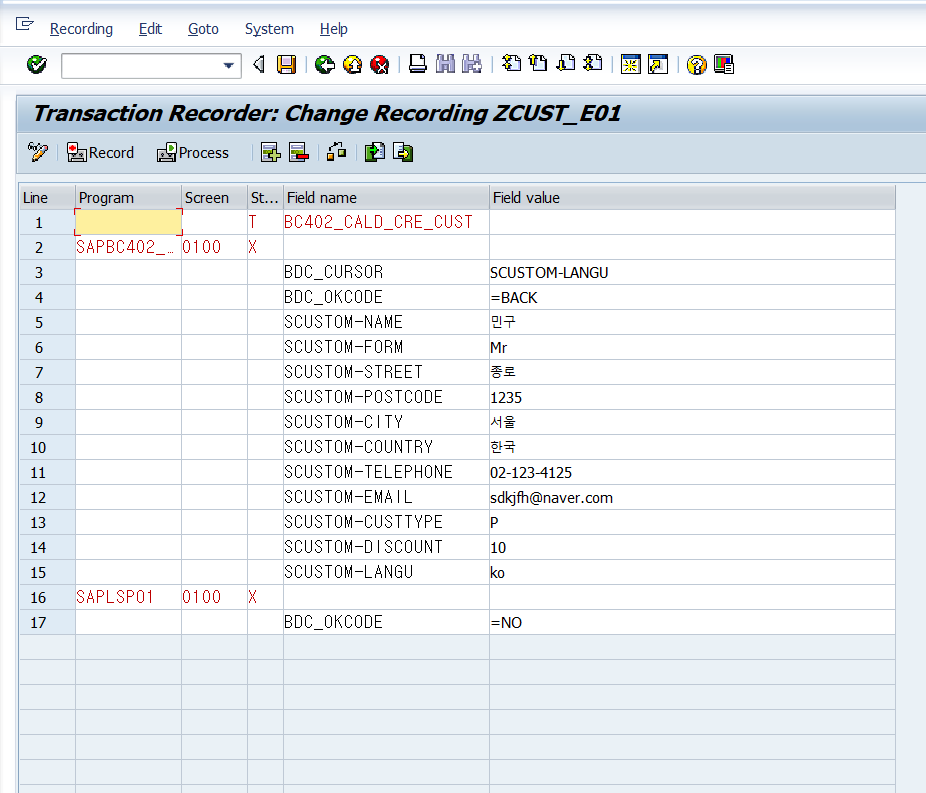 Recording Edit Goto System Help
Transaction Recorder: Change Recording ZCUST_E01
Record Process
Line Program Screen St... Field name Field value
1 T BC402_CALD_CRE_CUST
2 SAPBC402_... 0100 X
3 BDC_CURSOR SCUSTOM-LANGU
4 BDC_OKCODE =BACK
5 SCUSTOM-NAME 민구
6 SCUSTOM-FORM Mr
7 SCUSTOM-STREET 종로
8 SCUSTOM-POSTCODE 1235
9 SCUSTOM-CITY 서울
10 SCUSTOM-COUNTRY 한국
11 SCUSTOM-TELEPHONE 02-123-4125
12 SCUSTOM-EMAIL sdkjfh@naver.com
13 SCUSTOM-CUSTTYPE P
14 SCUSTOM-DISCOUNT 10
15 SCUSTOM-LANGU ko
16 SAPLSPO1 0100 X
17 BDC_OKCODE =NO